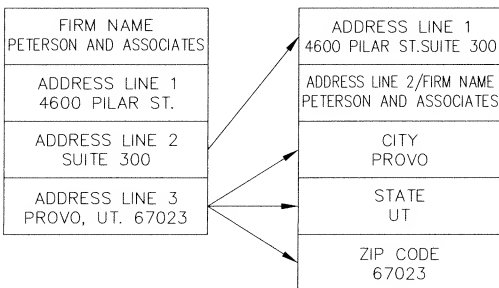 FIRM NAME
PETERSON AND ASSOCIATES
ADDRESS LINE 1
4600 PILAR ST.
ADDRESS LINE 2
SUITE 300
ADDRESS LINE 3
PROVO, UT. 67023
ADDRESS LINE 1
4600 PILAR ST.SUITE 300
ADDRESS LINE 2/FIRM NAME
PETERSON AND ASSOCIATES
CITY
PROVO
STATE
UT
ZIP CODE
67023